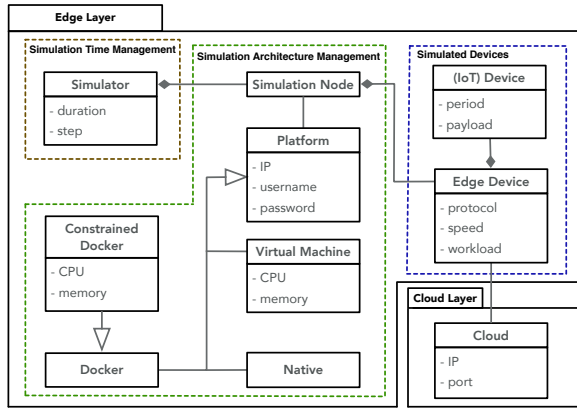 Edge Layer
Simulation Time Management
Simulator
- duration
- step
Simulation Architecture Management
Simulation Node
Platform
- IP
- username
- password
Constrained
Docker
- CPU
- memory
Virtual Machine
- CPU
- memory
Docker
Native
Simulated Devices
(IoT) Device
- period
- payload
Edge Device
- protocol
- speed
- workload
Cloud Layer
Cloud
- IP
- port